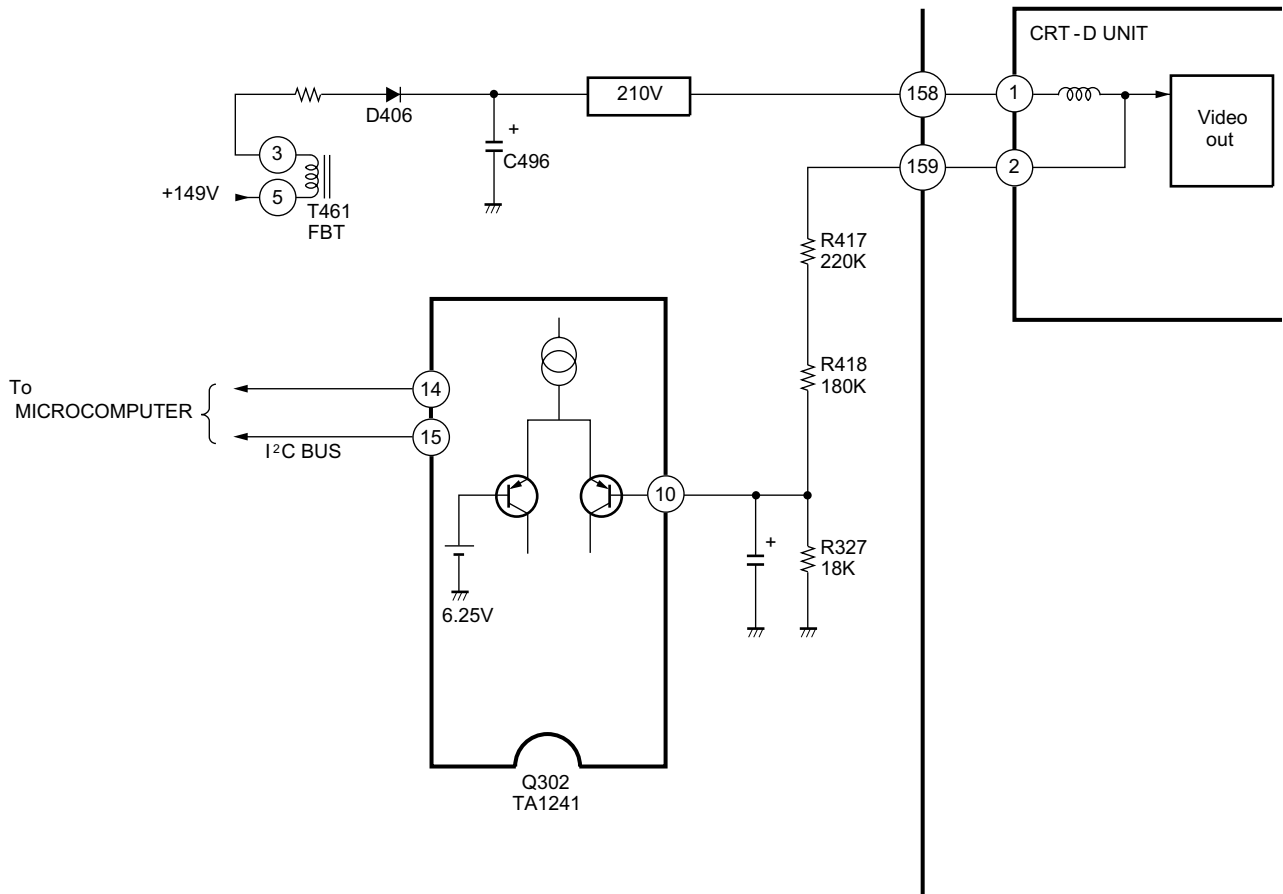 CRT - D UNIT
D406
210V
158
1
Video
out
+
C496
3
159
2
+149V
5
T461
FBT
R417
220K
R418
180K
To
MICROCOMPUTER
14
15
I²C BUS
10
+
R327
18K
6.25V
Q302
TA1241